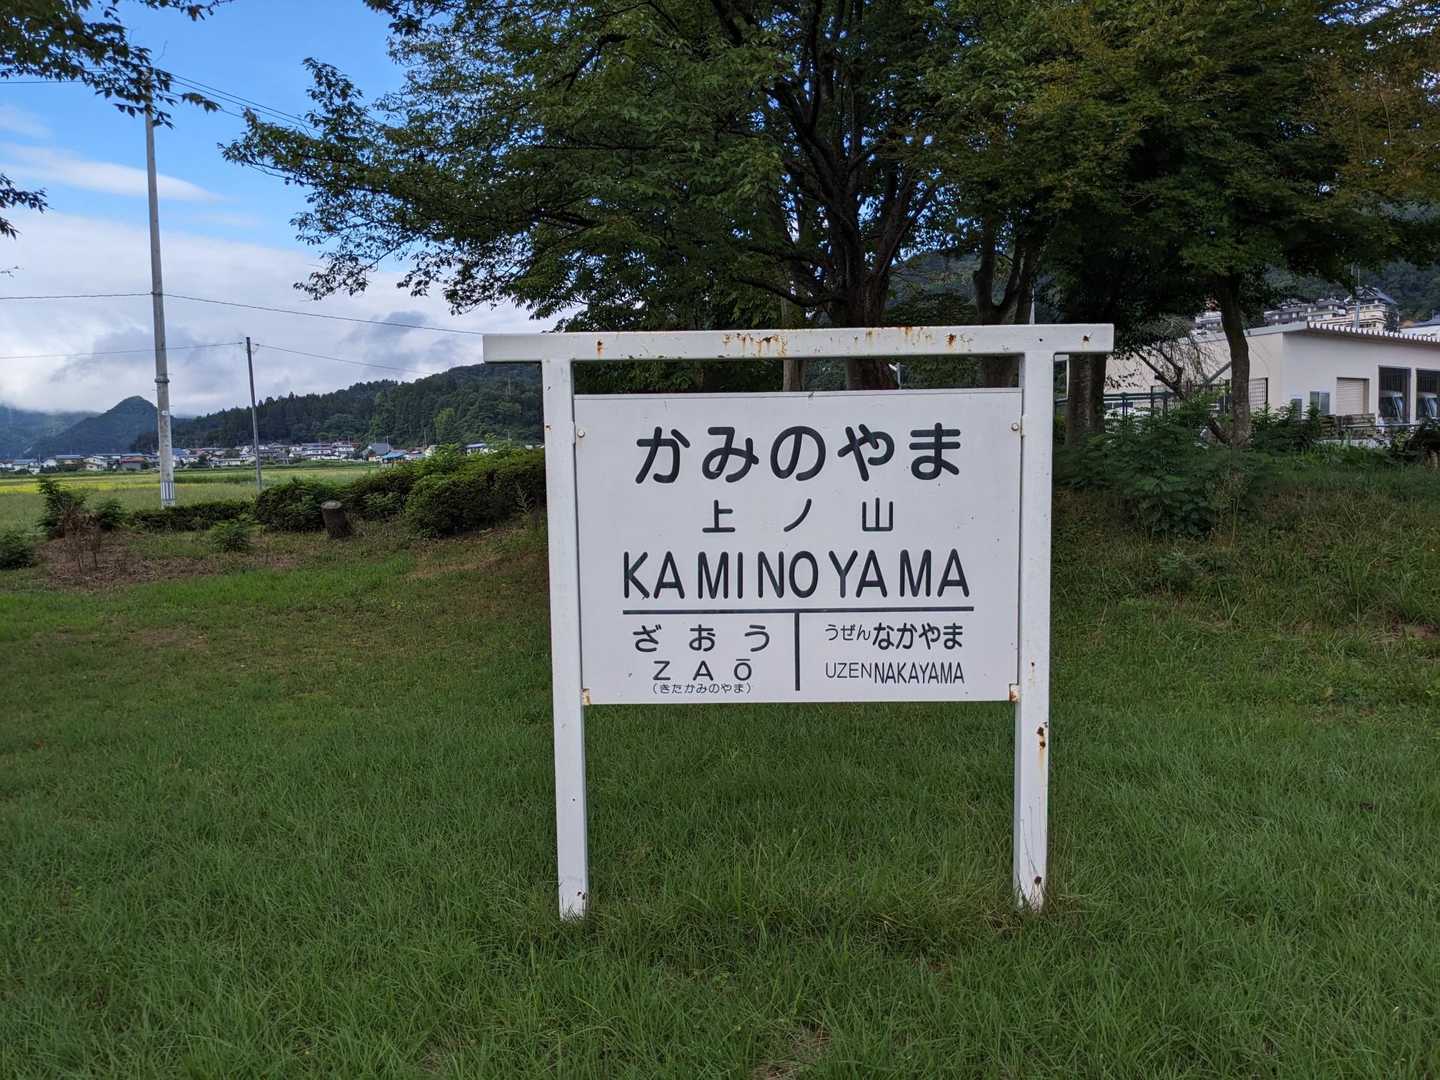 かみのやま
上ノ山
KAMINOYAMA
ざおう
ZAŌ
(きたかみのやま)
うぜんなかやま
UZENNAKAYAMA